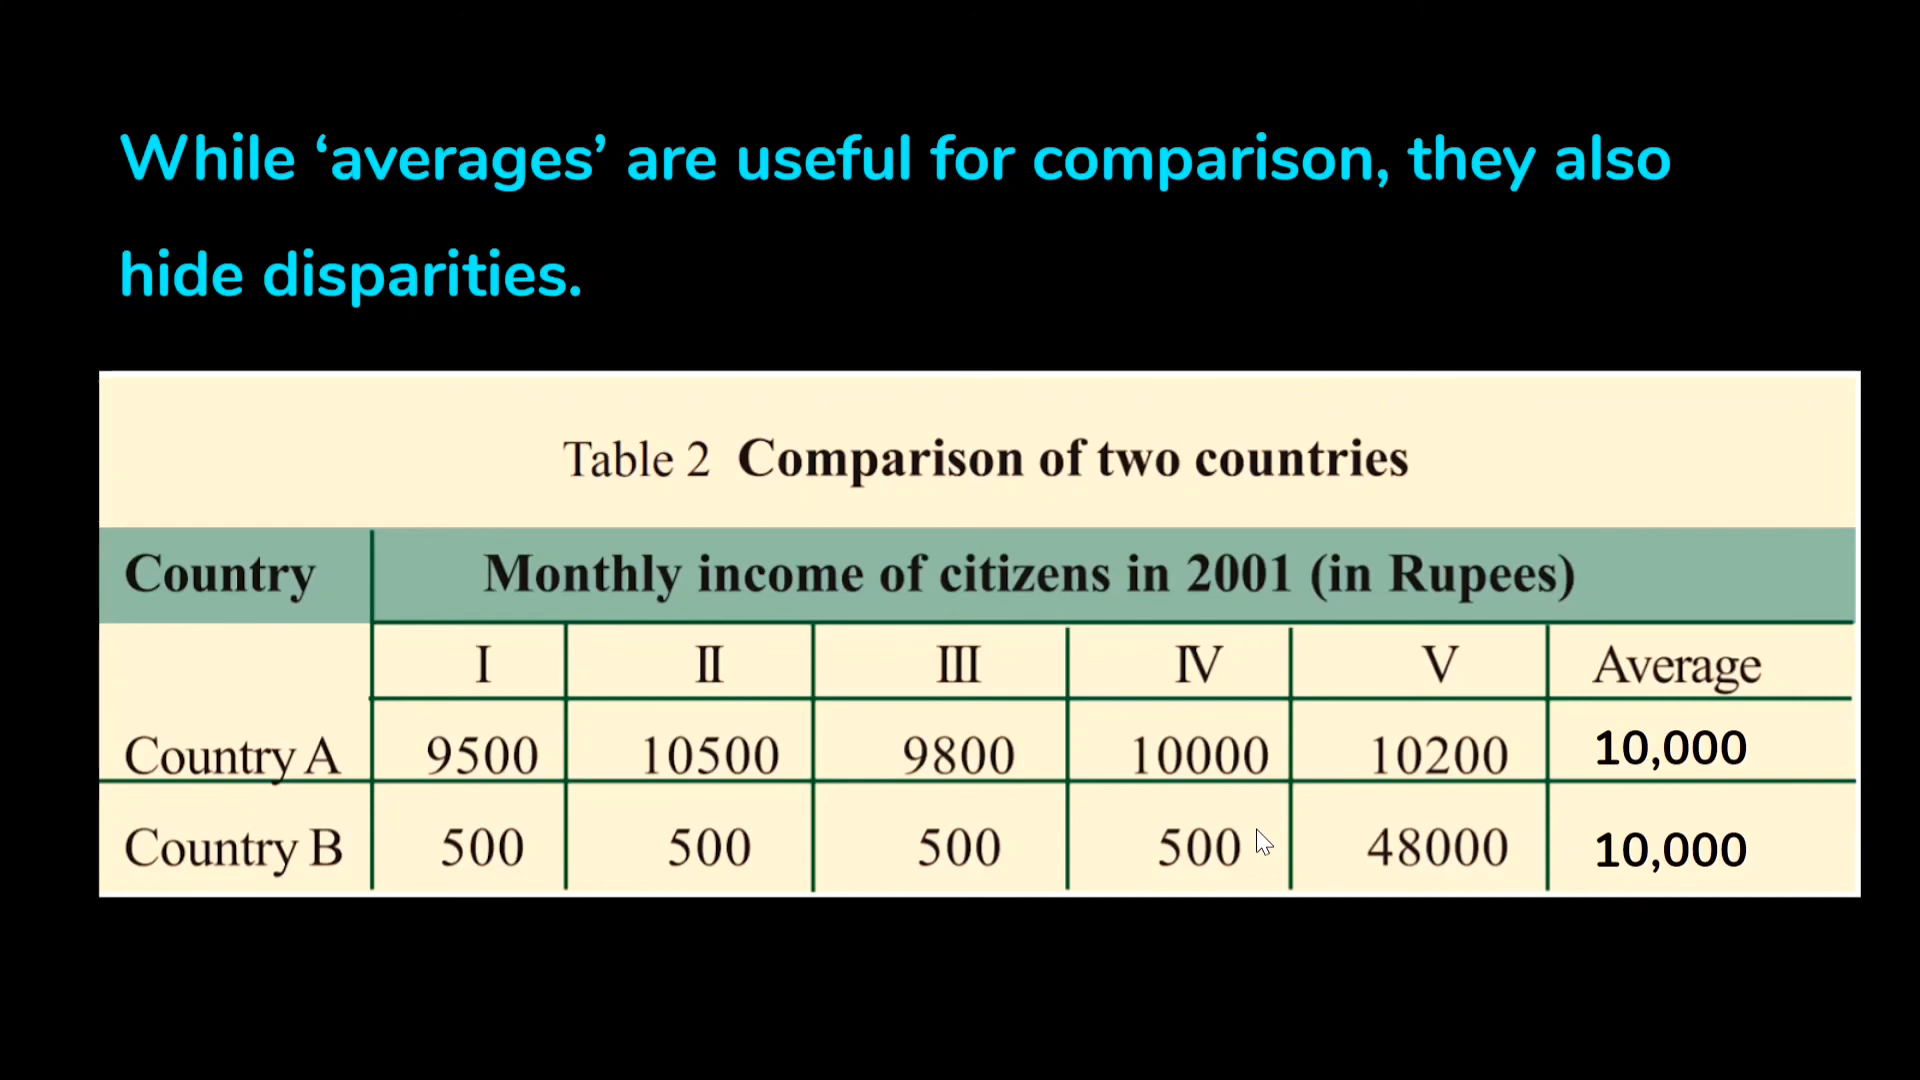 While ‘averages’ are useful for comparison, they also
hide disparities.
Table 2 Comparison of two countries
Country Monthly income of citizens in 2001 (in Rupees)
I II III IV V Average
Country A 9500 10500 9800 10000 10200 10,000
Country B 500 500 500 500 48000 10,000